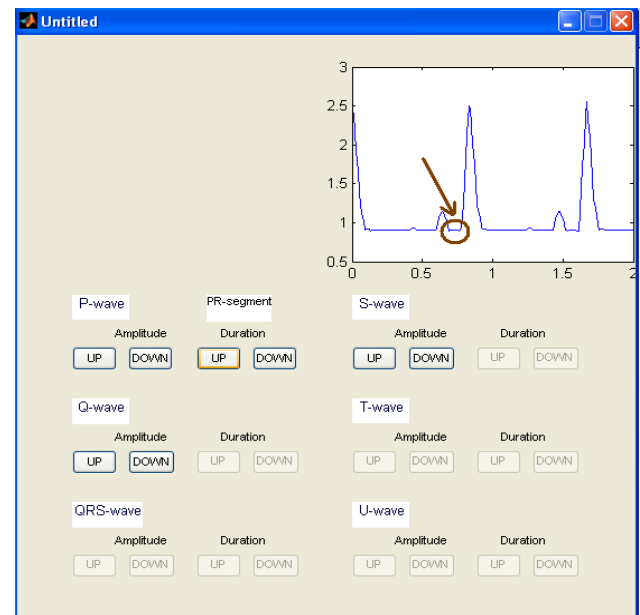 Untitled
3
2.5
2
1.5
1
0.5
0 0.5 1 1.5 2
P-wave PR-segment S-wave
Amplitude Duration Amplitude Duration
UP DOWN UP DOWN UP DOWN UP DOWN
Q-wave T-wave
Amplitude Duration Amplitude Duration
UP DOWN UP DOWN UP DOWN UP DOWN
QRS-wave U-wave
Amplitude Duration Amplitude Duration
UP DOWN UP DOWN UP DOWN UP DOWN